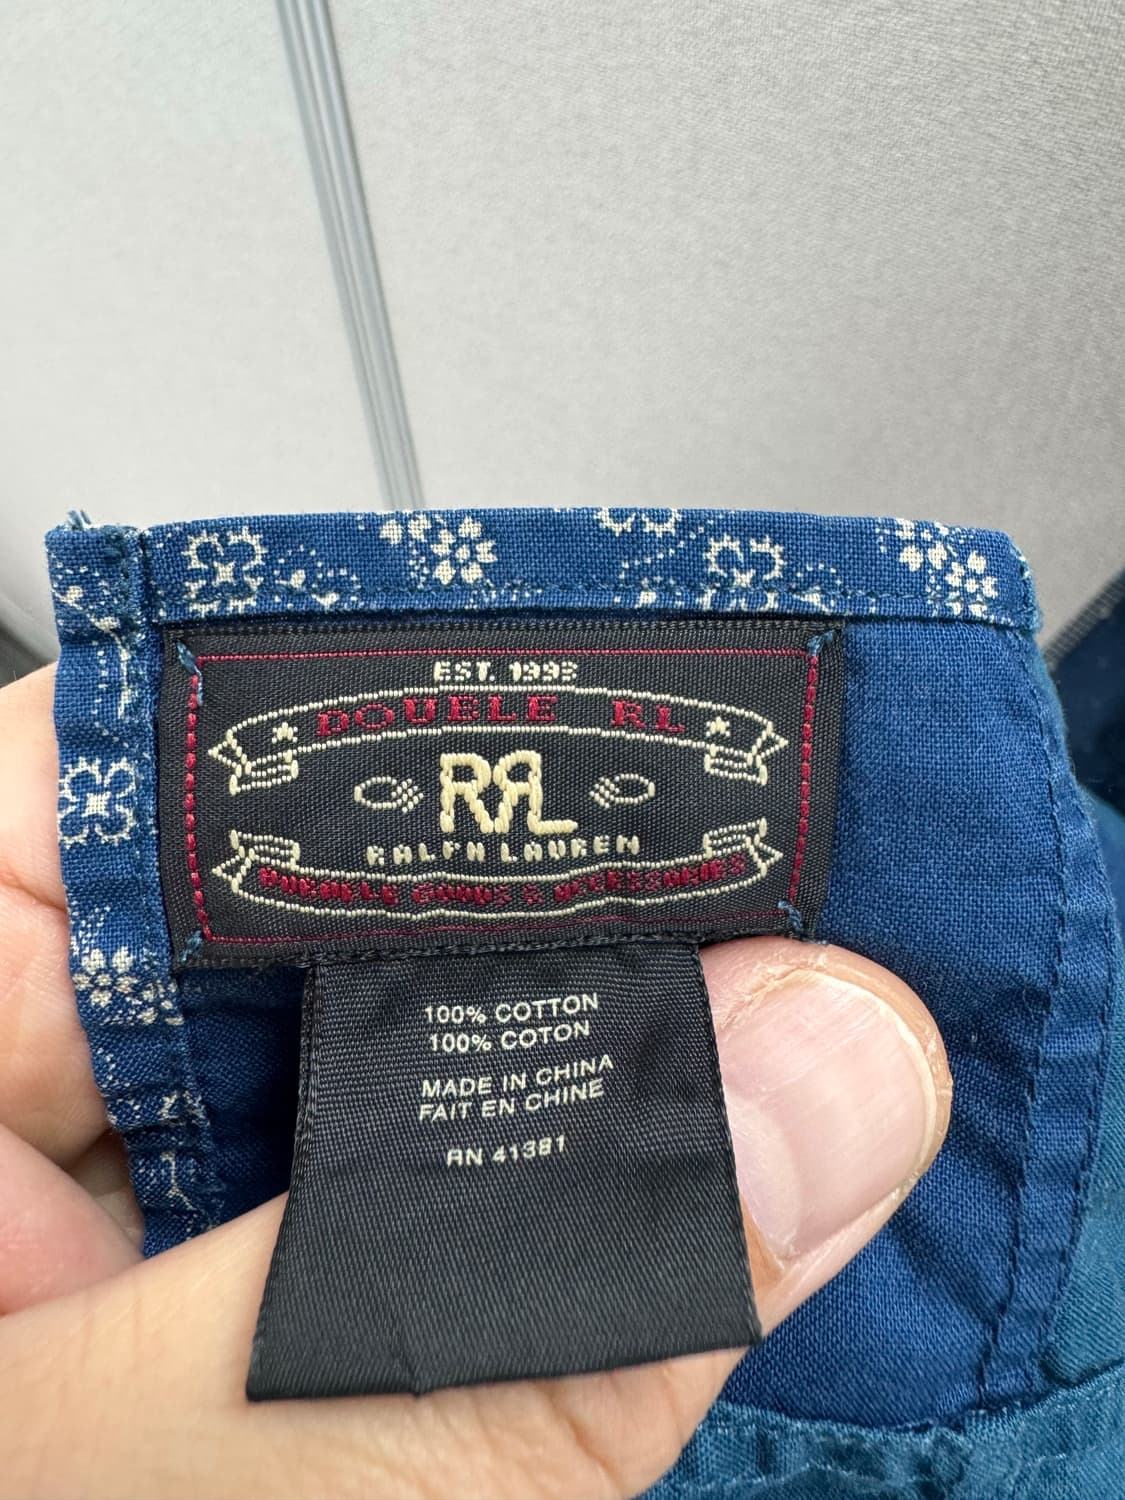 EST. 1993
DOUBLE RL
RRL
RALPH LAUREN
DURABLE GOODS & ACCESSORIES
100% COTTON
100% COTON
MADE IN CHINA
FAIT EN CHINE
RN 41381